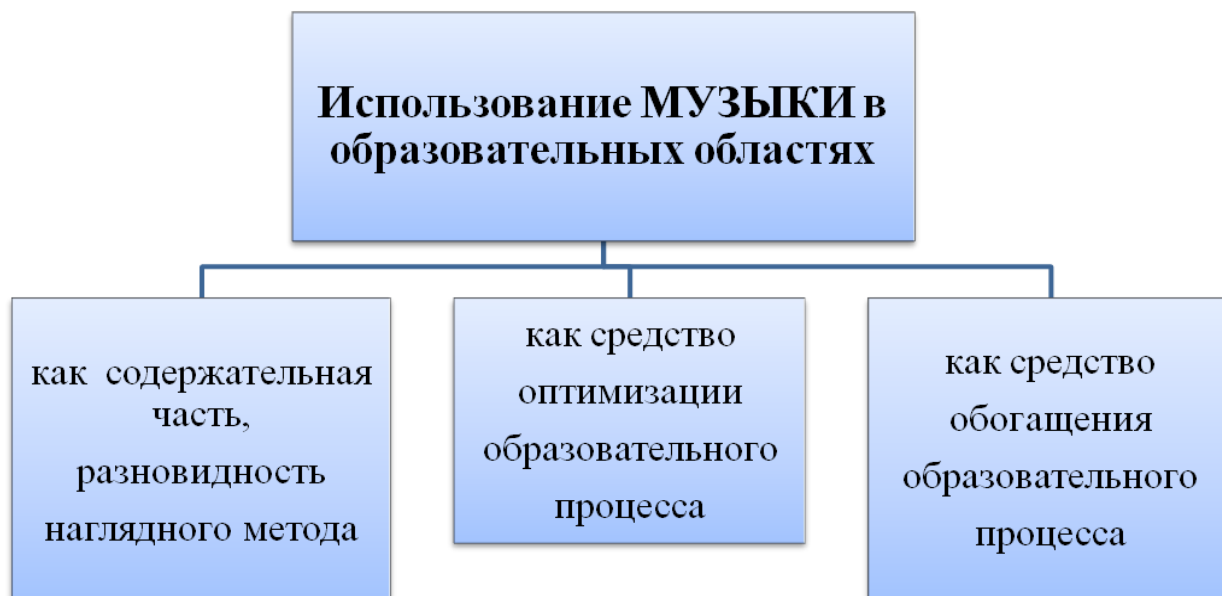 Использование МУЗЫКИ в
образовательных областях
как содержательная
часть,
разновидность
наглядного метода
как средство
оптимизации
образовательного
процесса
как средство
обогащения
образовательного
процесса